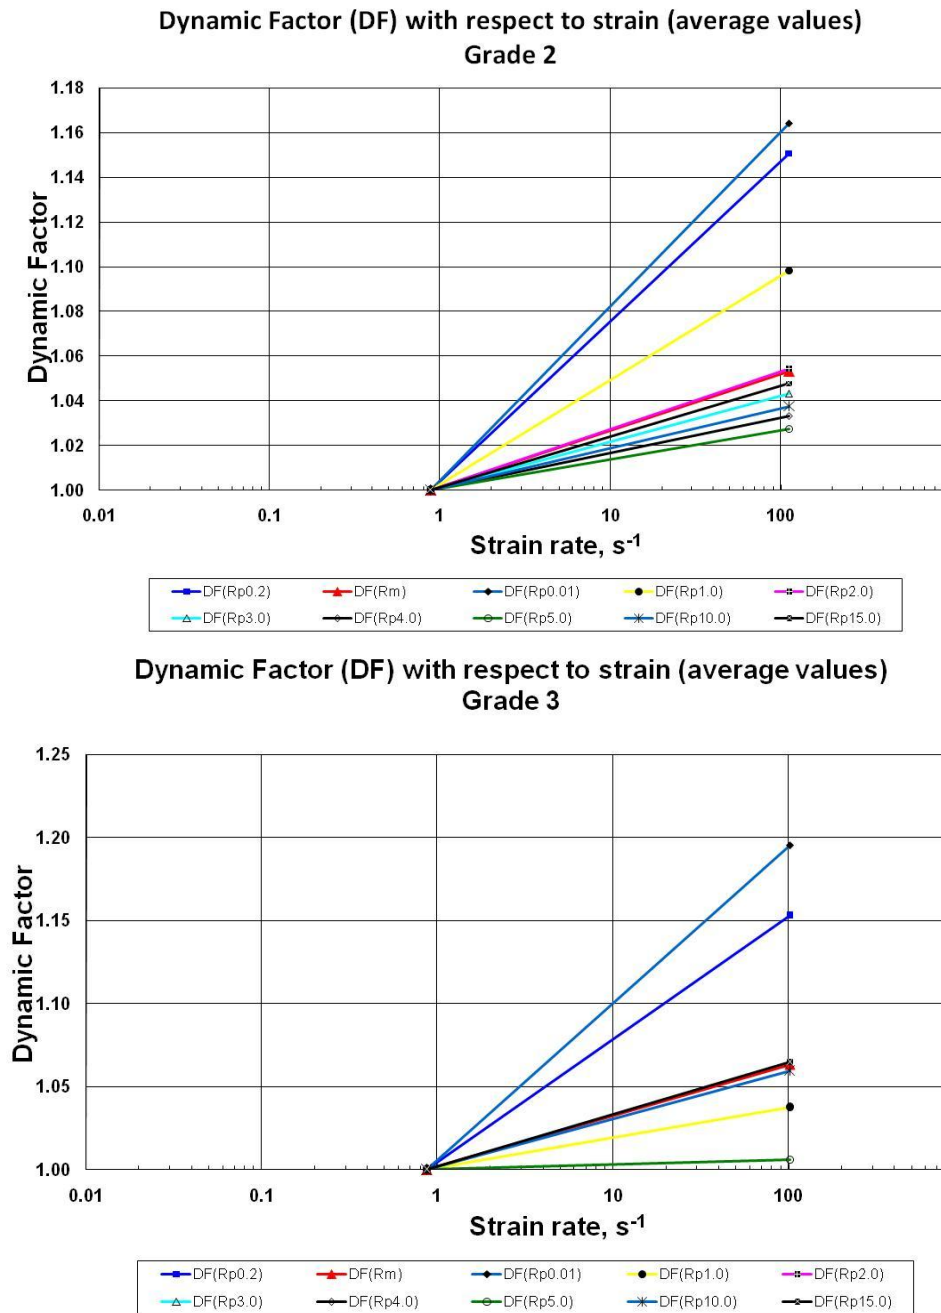 Dynamic Factor (DF) with respect to strain (average values)
Grade 2
Dynamic Factor
1.18
1.16
1.14
1.12
1.10
1.08
1.06
1.04
1.02
1.00
0.01 0.1 1 10 100
Strain rate, s⁻¹
DF(Rp0.2) DF(Rm) DF(Rp0.01) DF(Rp1.0) DF(Rp2.0)
DF(Rp3.0) DF(Rp4.0) DF(Rp5.0) DF(Rp10.0) DF(Rp15.0)
Dynamic Factor (DF) with respect to strain (average values)
Grade 3
Dynamic Factor
1.25
1.20
1.15
1.10
1.05
1.00
0.01 0.1 1 10 100
Strain rate, s⁻¹
DF(Rp0.2) DF(Rm) DF(Rp0.01) DF(Rp1.0) DF(Rp2.0)
DF(Rp3.0) DF(Rp4.0) DF(Rp5.0) DF(Rp10.0) DF(Rp15.0)